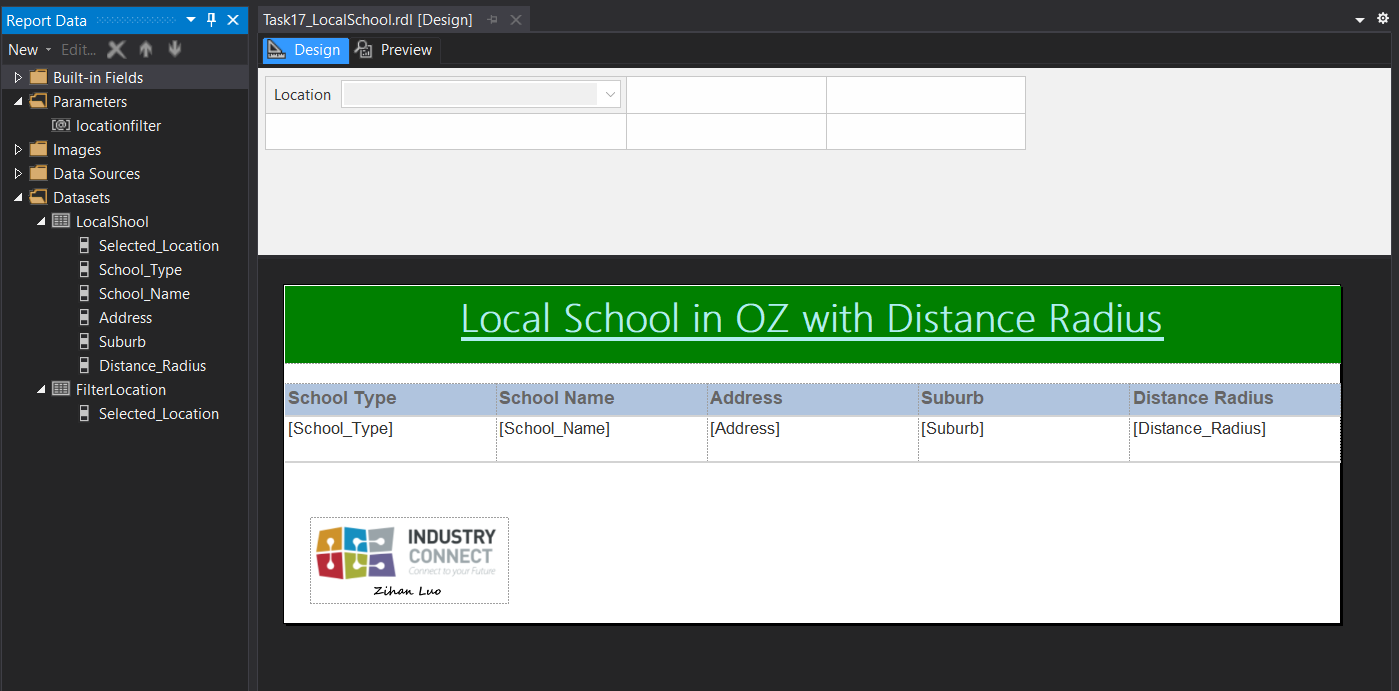 Report Data
New Edit...
Built-in Fields
Parameters
[@] locationfilter
Images
Data Sources
Datasets
LocalShool
Selected_Location
School_Type
School_Name
Address
Suburb
Distance_Radius
FilterLocation
Selected_Location
Task17_LocalSchool.rdl [Design]
Design Preview
Location
Local School in OZ with Distance Radius
School Type School Name Address Suburb Distance Radius
[School_Type] [School_Name] [Address] [Suburb] [Distance_Radius]
INDUSTRY
CONNECT
Connect to your Future
Zihan Luo